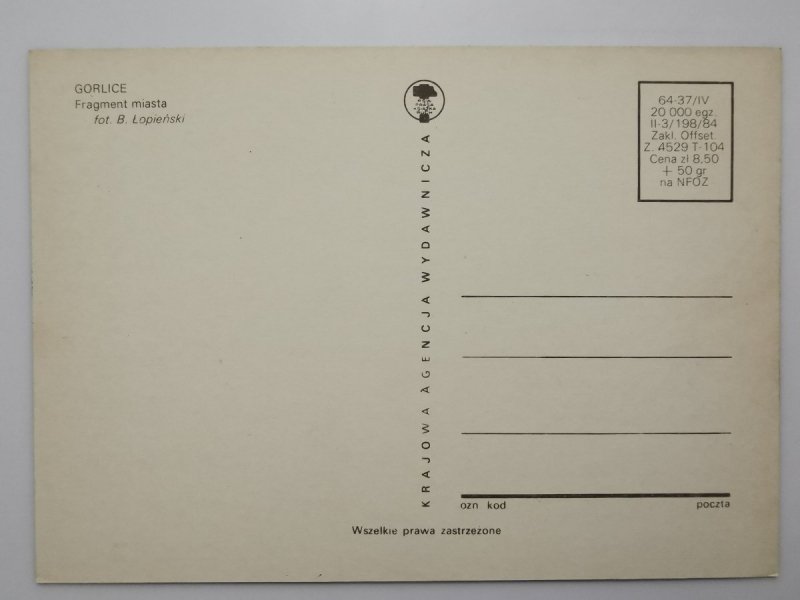 GORLICE
Fragment miasta
fot. B. Łopieński
KRAJOWA AGENCJA WYDAWNICZA
64-37/IV
20 000 egz.
II-3/198/84
Zakl. Offset.
Z. 4529 T-104
Cena zł 8,50
+ 50 gr
na NFOZ
ozn kod poczta
Wszelkie prawa zastrzeżone